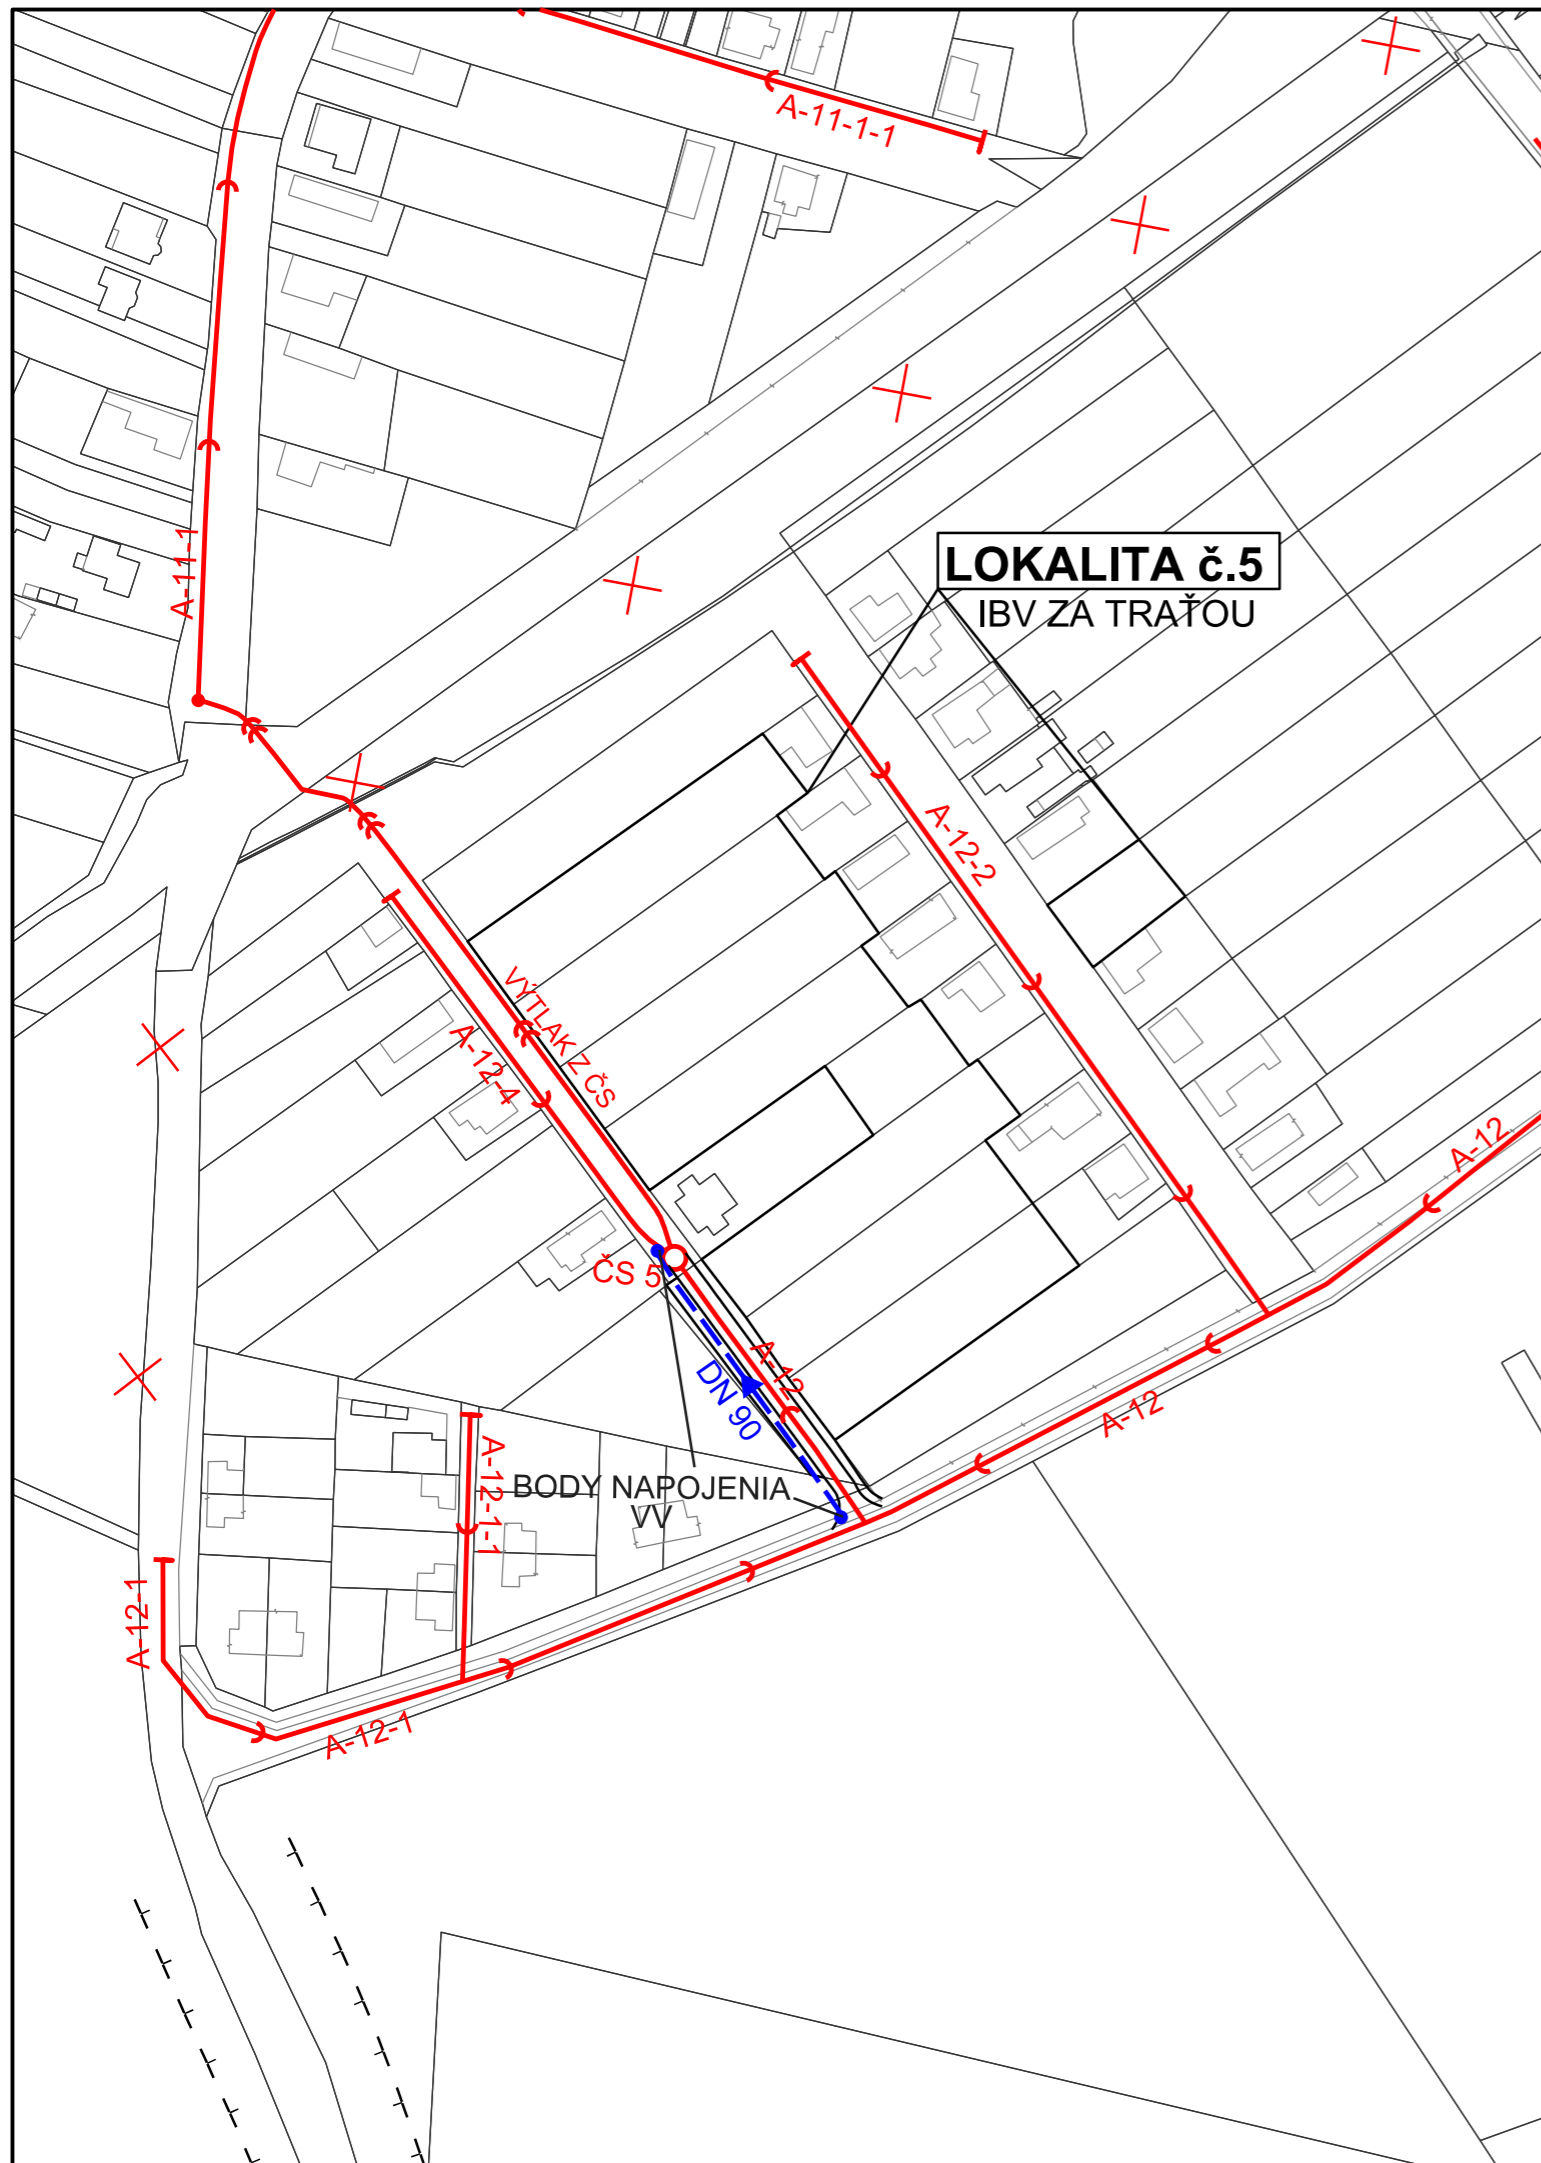 A-11-1-1
A-11-1
LOKALITA č.5
IBV ZA TRAŤOU
A-12-2
VÝTLAK Z ČS
A-12-4
A-12
ČS 5
A-12
DN 90
A-12
A-12-1-1
BODY NAPOJENIA
VV
A-12-1
A-12-1